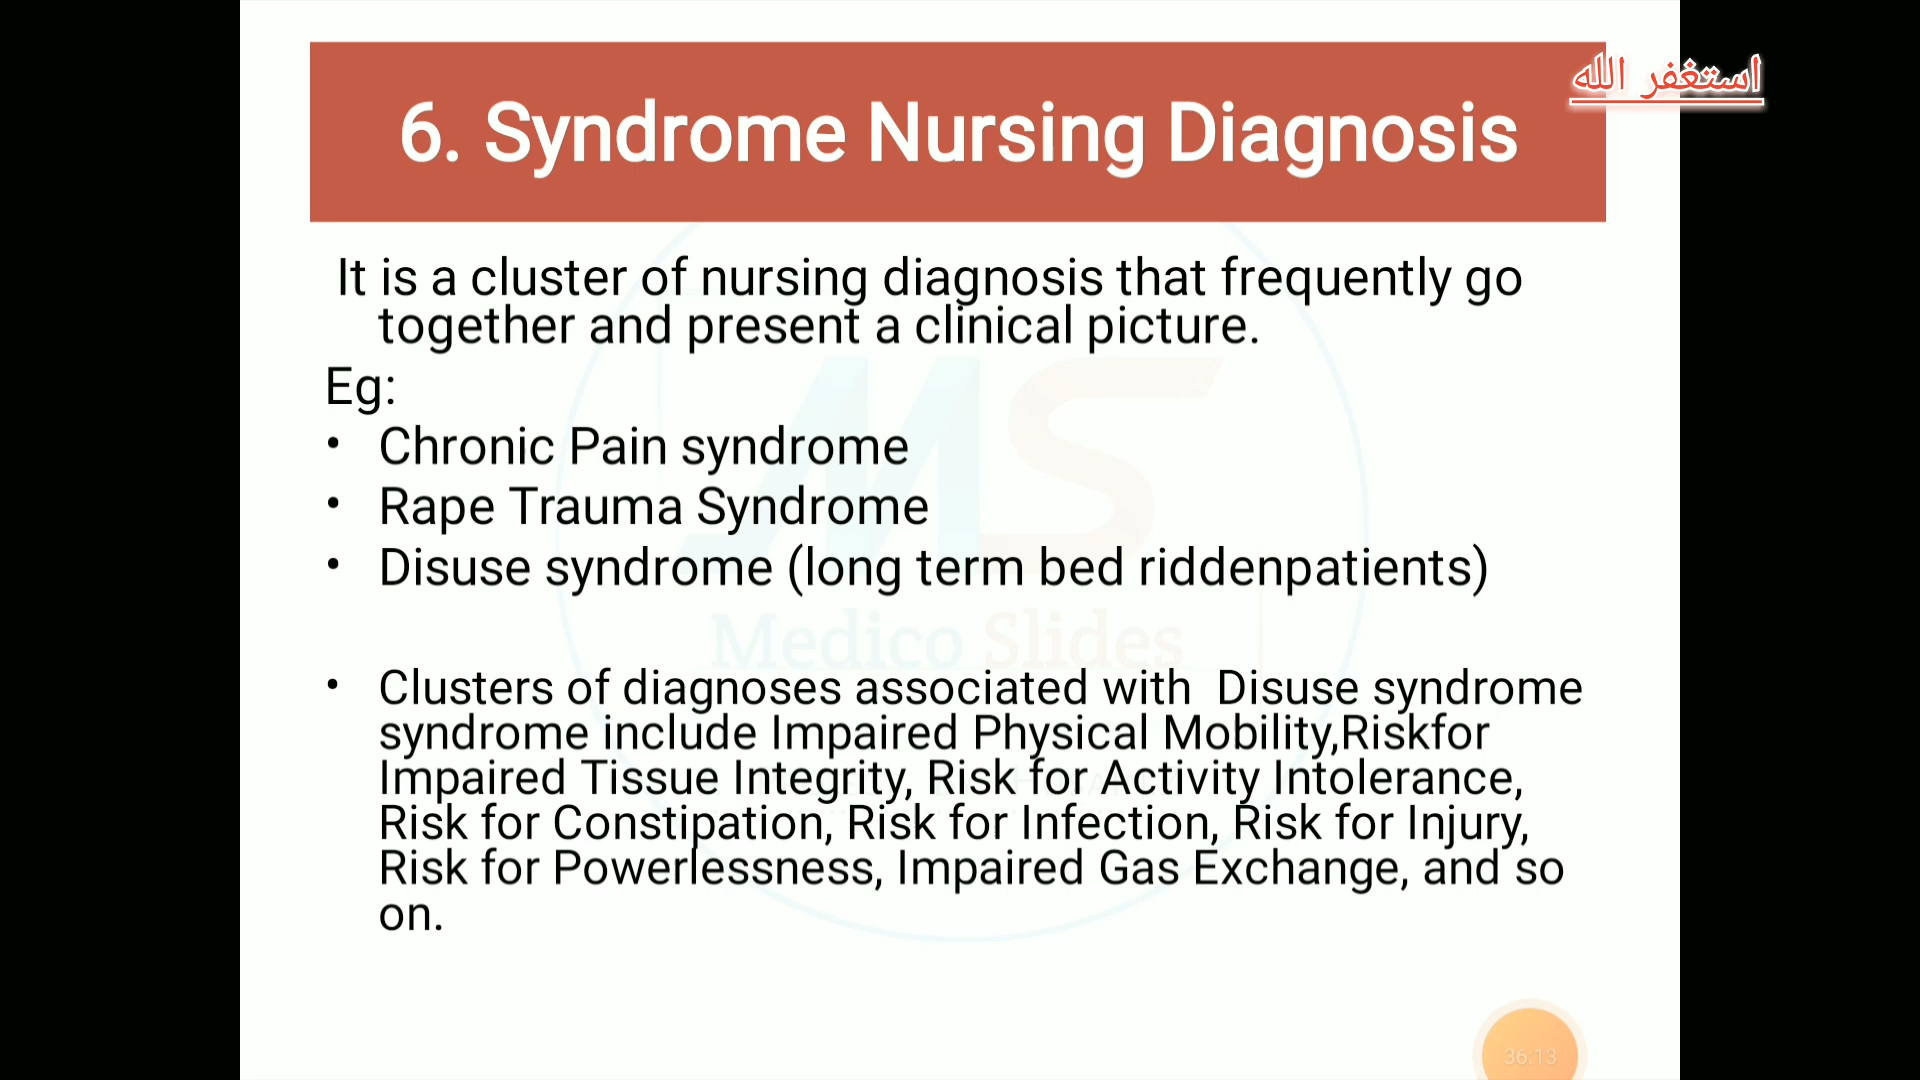 استغفر الله
6. Syndrome Nursing Diagnosis
It is a cluster of nursing diagnosis that frequently go
together and present a clinical picture.
Eg:
• Chronic Pain syndrome
• Rape Trauma Syndrome
• Disuse syndrome (long term bed riddenpatients)
Medico Slides
• Clusters of diagnoses associated with  Disuse syndrome
syndrome include Impaired Physical Mobility,Riskfor
Impaired Tissue Integrity, Risk for Activity Intolerance,
Risk for Constipation, Risk for Infection, Risk for Injury,
Risk for Powerlessness, Impaired Gas Exchange, and so
on.
36:13